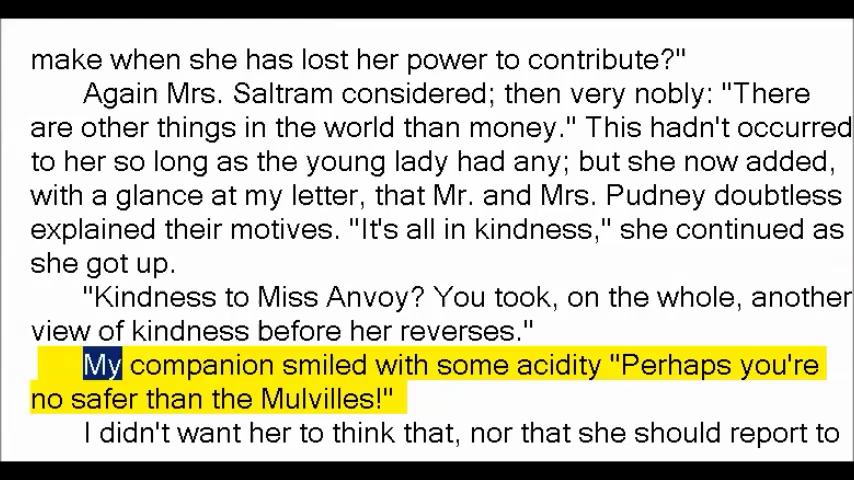 make when she has lost her power to contribute?"
Again Mrs. Saltram considered; then very nobly: "There
are other things in the world than money." This hadn't occurred
to her so long as the young lady had any; but she now added,
with a glance at my letter, that Mr. and Mrs. Pudney doubtless
explained their motives. "It's all in kindness," she continued as
she got up.
"Kindness to Miss Anvoy? You took, on the whole, another
view of kindness before her reverses."
My companion smiled with some acidity "Perhaps you're
no safer than the Mulvilles!"
I didn't want her to think that, nor that she should report to